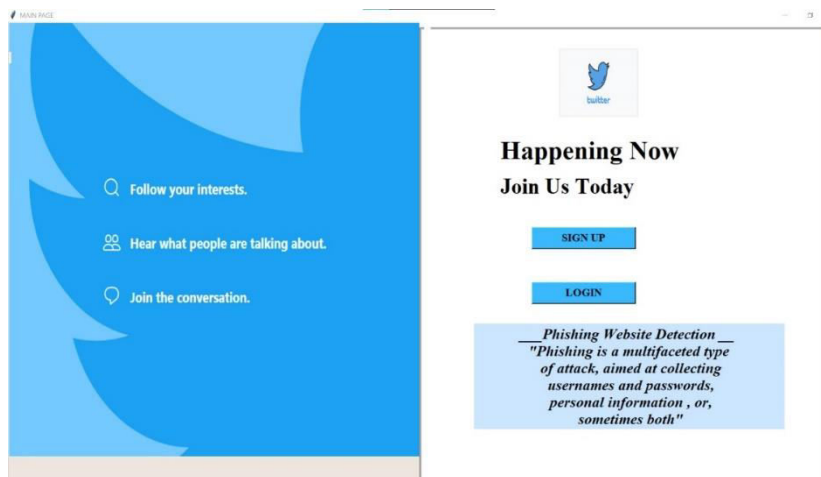 MAIN PAGE
Follow your interests.
Hear what people are talking about.
Join the conversation.
twitter
Happening Now
Join Us Today
SIGN UP
LOGIN
___Phishing Website Detection __
"Phishing is a multifaceted type
of attack, aimed at collecting
usernames and passwords,
personal information , or,
sometimes both"